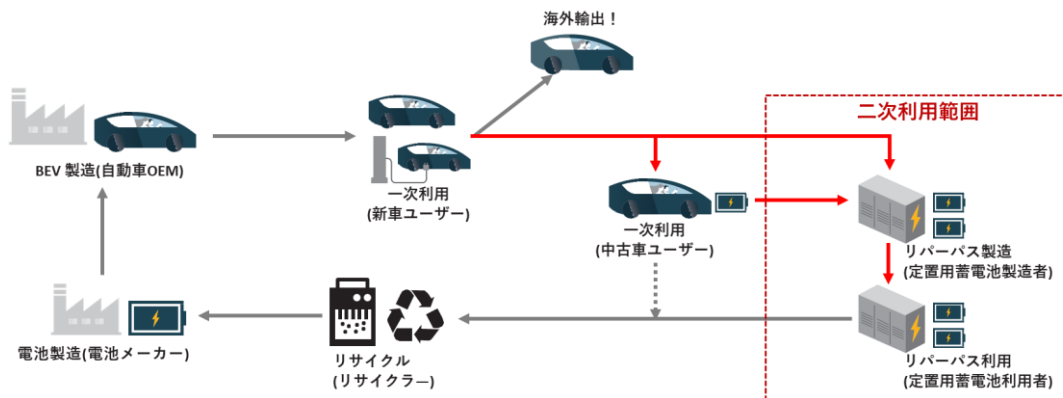 海外輸出！
二次利用範囲
BEV 製造(自動車OEM)
一次利用
(新車ユーザー)
一次利用
(中古車ユーザー)
リパーパス製造
(定置用蓄電池製造者)
電池製造(電池メーカー)
リサイクル
(リサイクラ―)
リパーパス利用
(定置用蓄電池利用者)